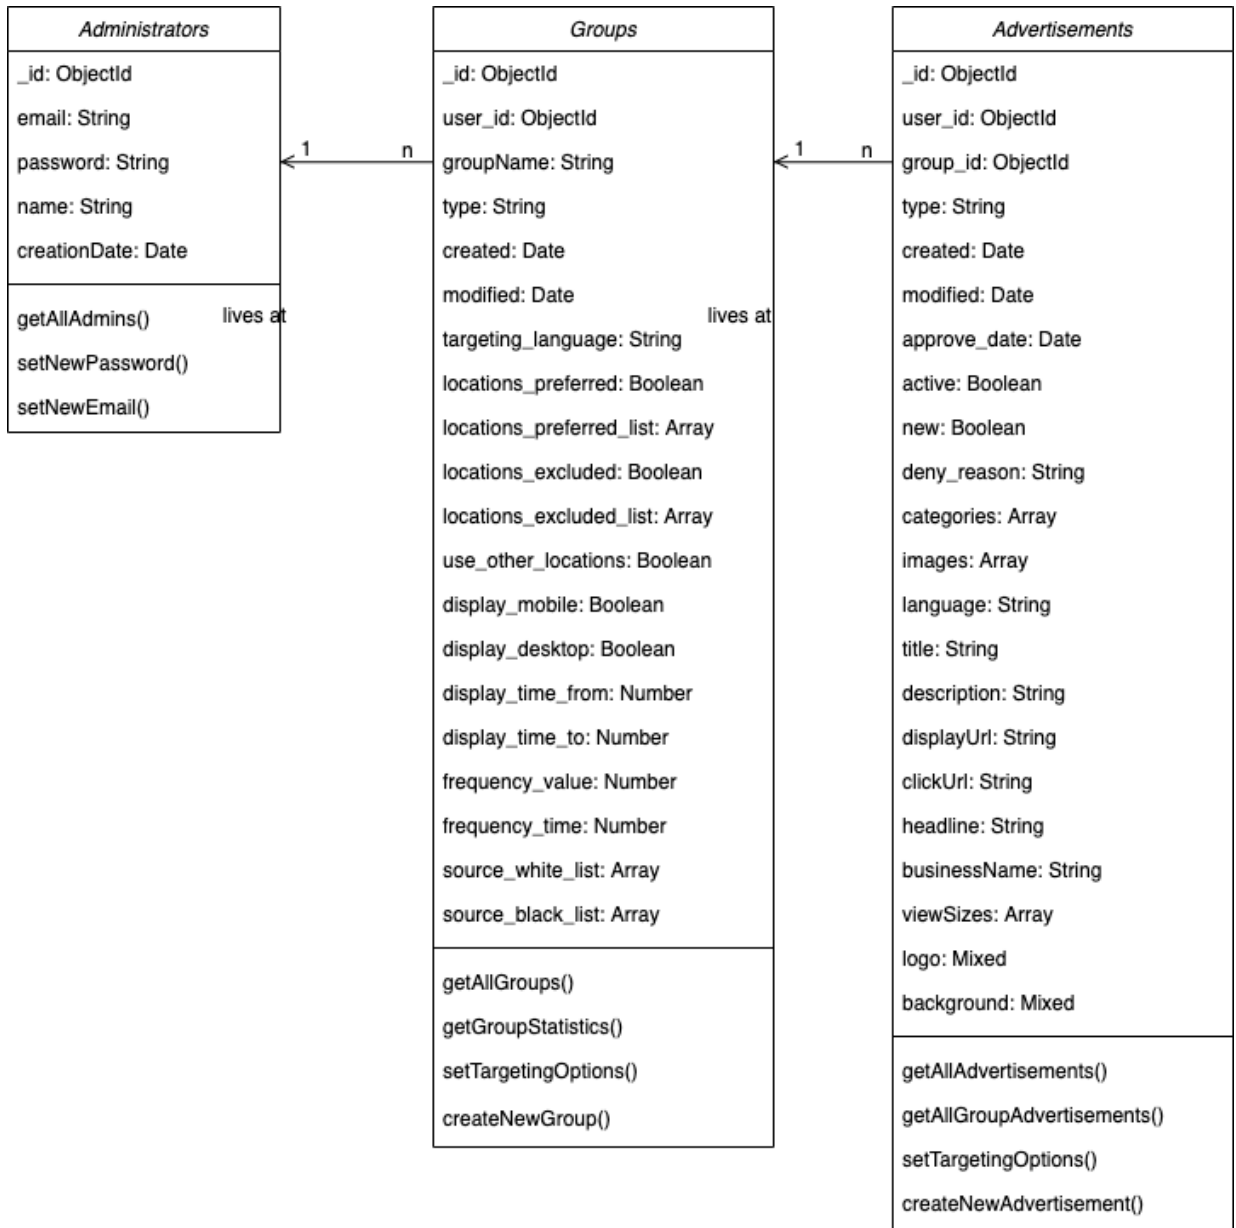 Administrators
_id: ObjectId
email: String
password: String
name: String
creationDate: Date
getAllAdmins()
setNewPassword()
setNewEmail()
lives at
1
n
Groups
_id: ObjectId
user_id: ObjectId
groupName: String
type: String
created: Date
modified: Date
targeting_language: String
locations_preferred: Boolean
locations_preferred_list: Array
locations_excluded: Boolean
locations_excluded_list: Array
use_other_locations: Boolean
display_mobile: Boolean
display_desktop: Boolean
display_time_from: Number
display_time_to: Number
frequency_value: Number
frequency_time: Number
source_white_list: Array
source_black_list: Array
getAllGroups()
getGroupStatistics()
setTargetingOptions()
createNewGroup()
lives at
1
n
Advertisements
_id: ObjectId
user_id: ObjectId
group_id: ObjectId
type: String
created: Date
modified: Date
approve_date: Date
active: Boolean
new: Boolean
deny_reason: String
categories: Array
images: Array
language: String
title: String
description: String
displayUrl: String
clickUrl: String
headline: String
businessName: String
viewSizes: Array
logo: Mixed
background: Mixed
getAllAdvertisements()
getAllGroupAdvertisements()
setTargetingOptions()
createNewAdvertisement()